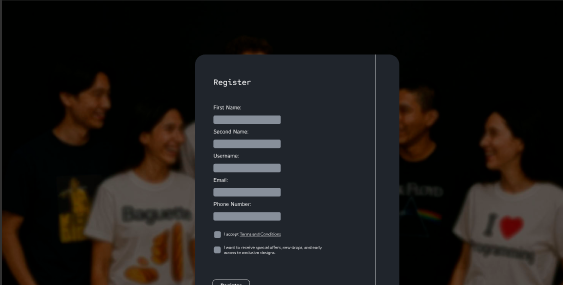 Register
First Name:
Second Name:
Username:
Email:
Phone Number:
I accept Terms and Conditions
I want to receive special offers, new drops, and early
access to exclusive designs.
Register
Baguette
FLOYD
I
Programming